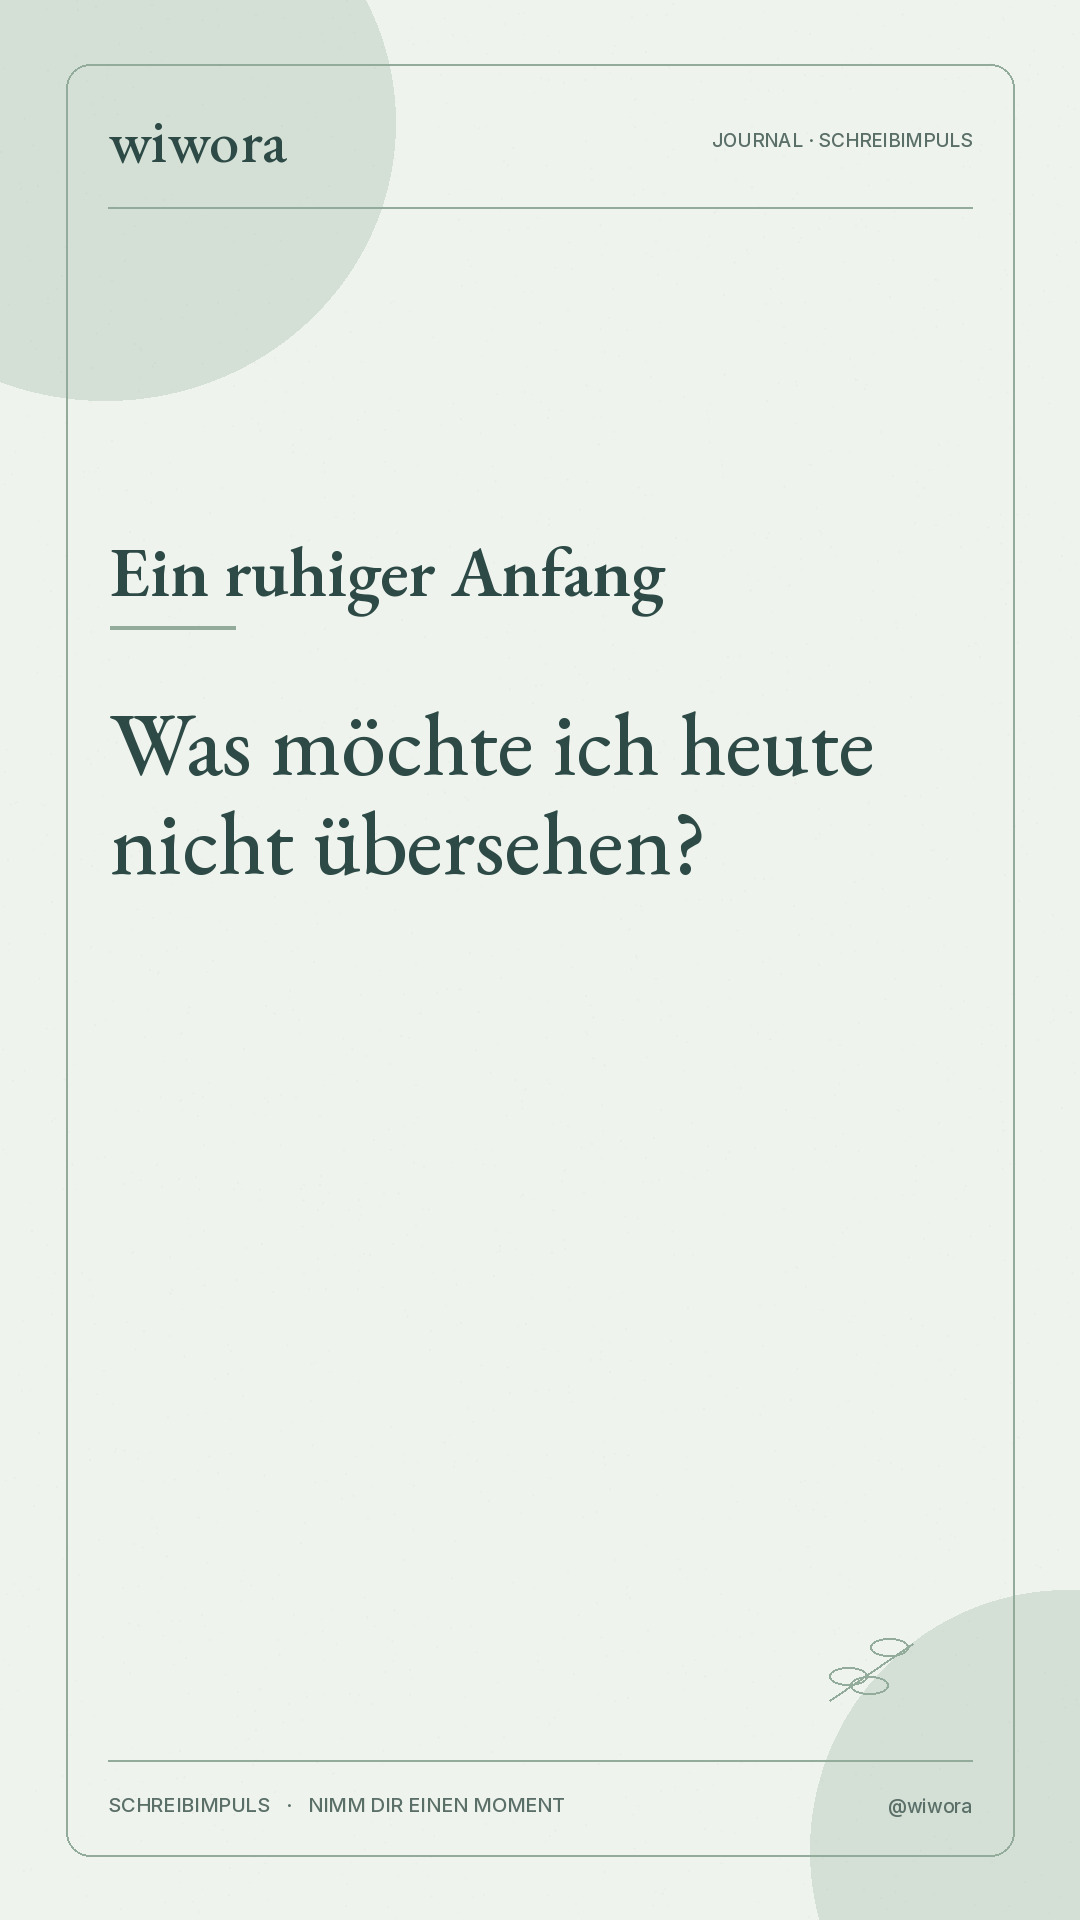 wiwora
JOURNAL · SCHREIBIMPULS
Ein ruhiger Anfang
Was möchte ich heute
nicht übersehen?
SCHREIBIMPULS · NIMM DIR EINEN MOMENT
@wiwora